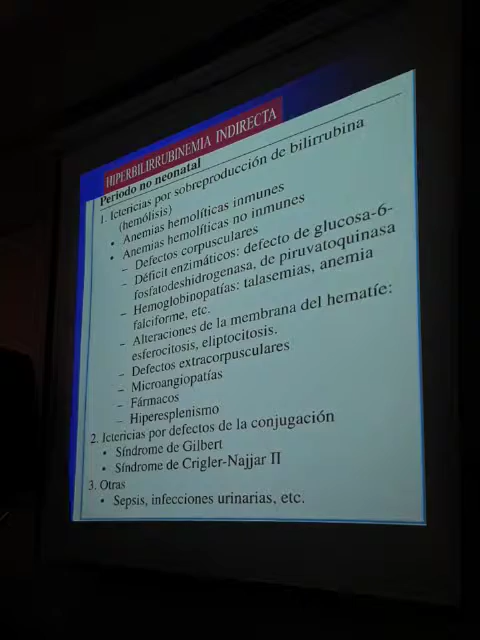 HIPERBILIRRUBINEMIA INDIRECTA
Periodo no neonatal
1. Ictericias por sobreproducción de bilirrubina
(hemólisis)
• Anemias hemolíticas inmunes
• Anemias hemolíticas no inmunes
– Defectos corpusculares
– Déficit enzimáticos: defecto de glucosa-6-
fosfatodeshidrogenasa, de piruvatoquinasa
– Hemoglobinopatías: talasemias, anemia
falciforme, etc.
– Alteraciones de la membrana del hematíe:
esferocitosis, eliptocitosis.
– Defectos extracorpusculares
– Microangiopatías
– Fármacos
– Hiperesplenismo
2. Ictericias por defectos de la conjugación
• Síndrome de Gilbert
• Síndrome de Crigler-Najjar II
3. Otras
• Sepsis, infecciones urinarias, etc.